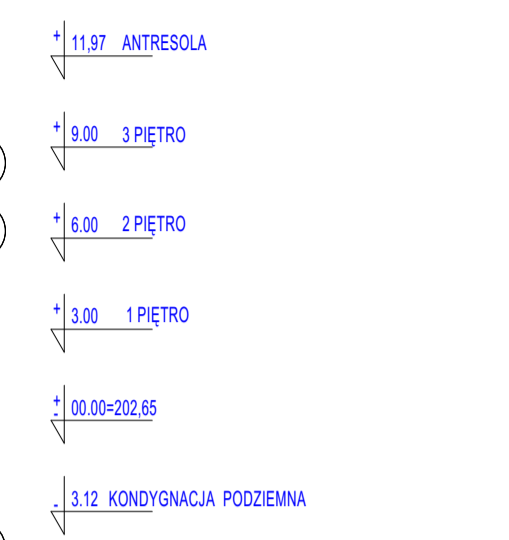 + 11,97 ANTRESOLA
+ 9.00 3 PIĘTRO
+ 6.00 2 PIĘTRO
+ 3.00 1 PIĘTRO
+- 00.00=202,65
- 3.12 KONDYGNACJA PODZIEMNA